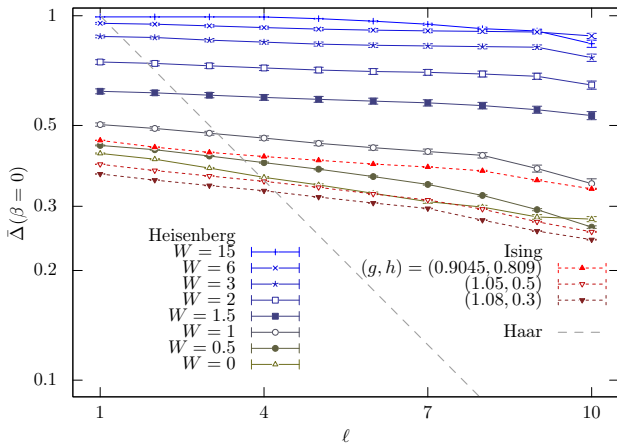 1
0.5
0.3
0.2
0.1
Δ̄(β = 0)
Heisenberg
W = 15
W = 6
W = 3
W = 2
W = 1.5
W = 1
W = 0.5
W = 0
Ising
(g, h) = (0.9045, 0.809)
(1.05, 0.5)
(1.08, 0.3)
Haar
1 4 7 10
ℓ